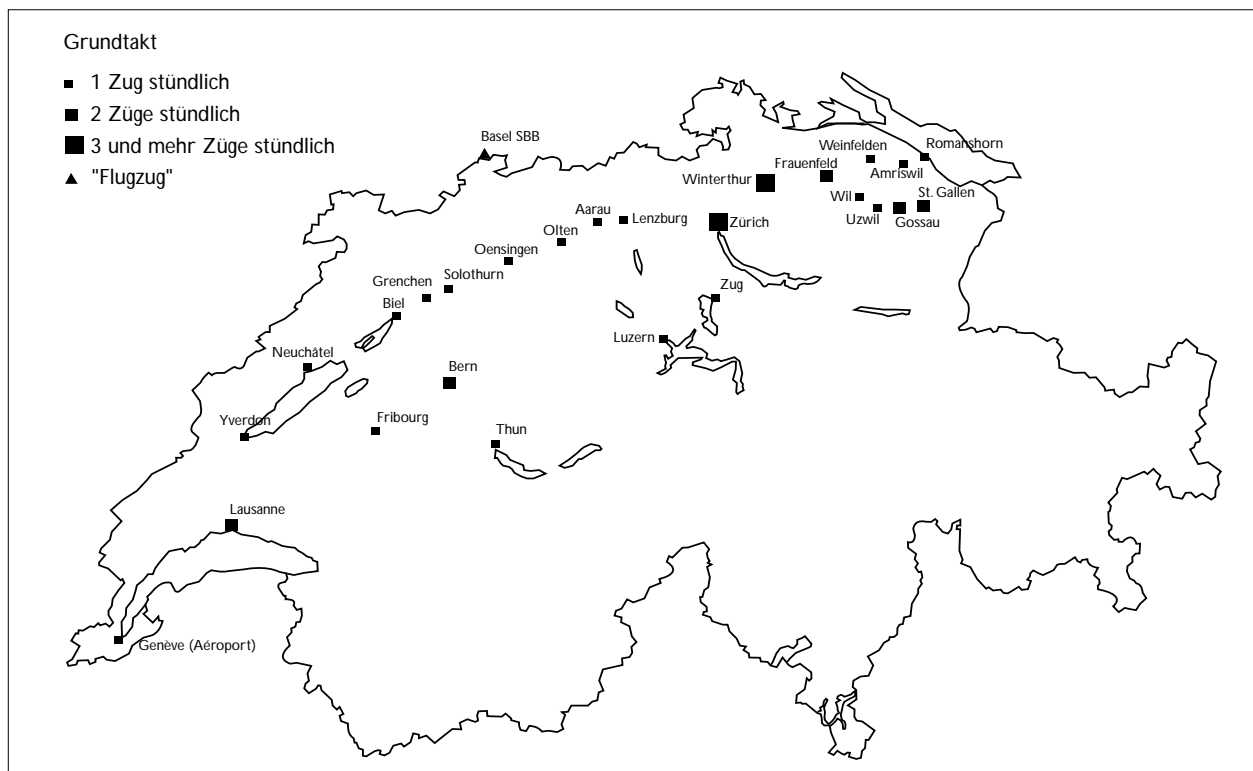 Grundtakt
1 Zug stündlich
2 Züge stündlich
3 und mehr Züge stündlich
"Flugzug"
Basel SBB
Romanshorn
Weinfelden
Frauenfeld
Amriswil
Winterthur
Wil
St. Gallen
Uzwil
Gossau
Aarau
Lenzburg
Zürich
Olten
Oensingen
Solothurn
Grenchen
Zug
Biel
Luzern
Neuchâtel
Bern
Yverdon
Fribourg
Thun
Lausanne
Genève (Aéroport)